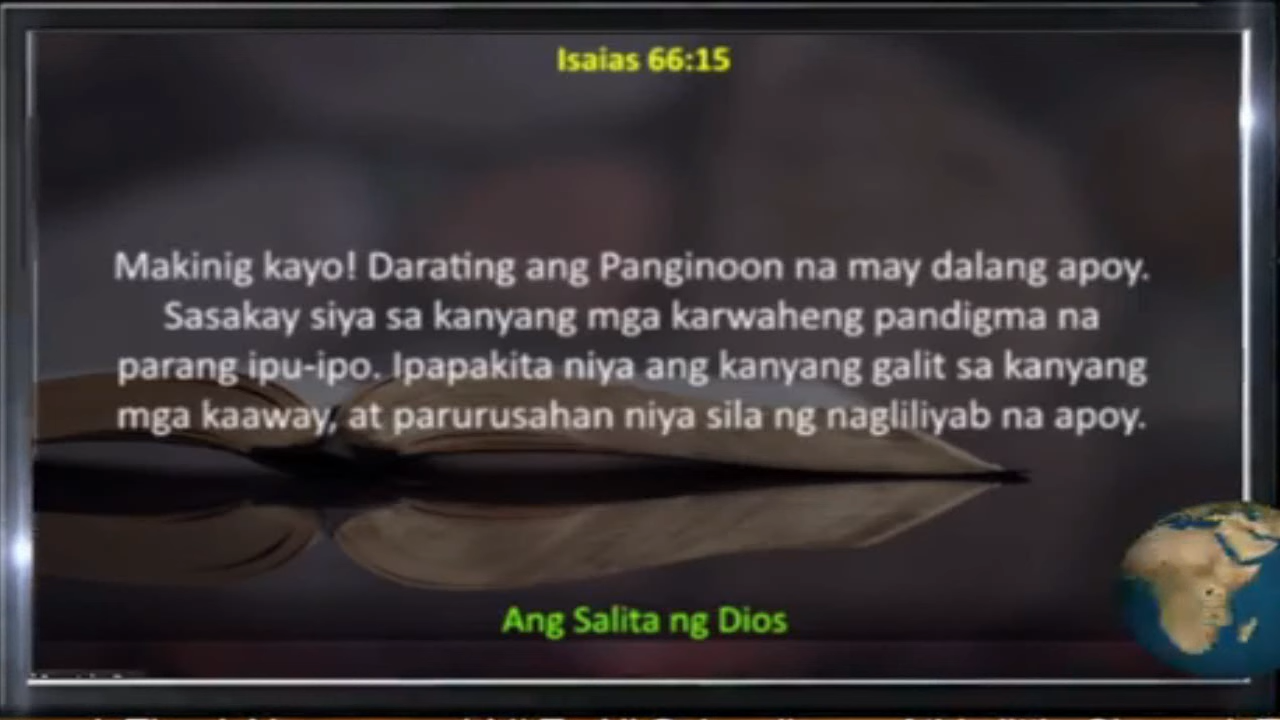 Isaias 66:15
Makinig kayo! Darating ang Panginoon na may dalang apoy.
Sasakay siya sa kanyang mga karwaheng pandigma na
parang ipu-ipo. Ipapakita niya ang kanyang galit sa kanyang
mga kaaway, at parurusahan niya sila ng nagliliyab na apoy.
Ang Salita ng Dios